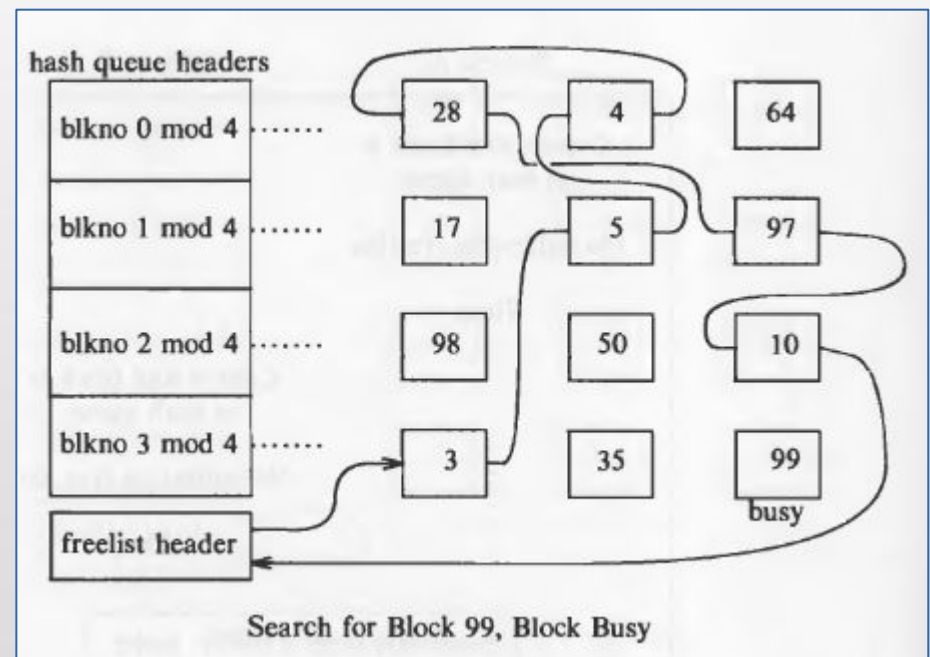 hash queue headers
blkno 0 mod 4 ······ 28 4 64
blkno 1 mod 4 ······ 17 5 97
blkno 2 mod 4 ······ 98 50 10
blkno 3 mod 4 ······ 3 35 99
busy
freelist header
Search for Block 99, Block Busy